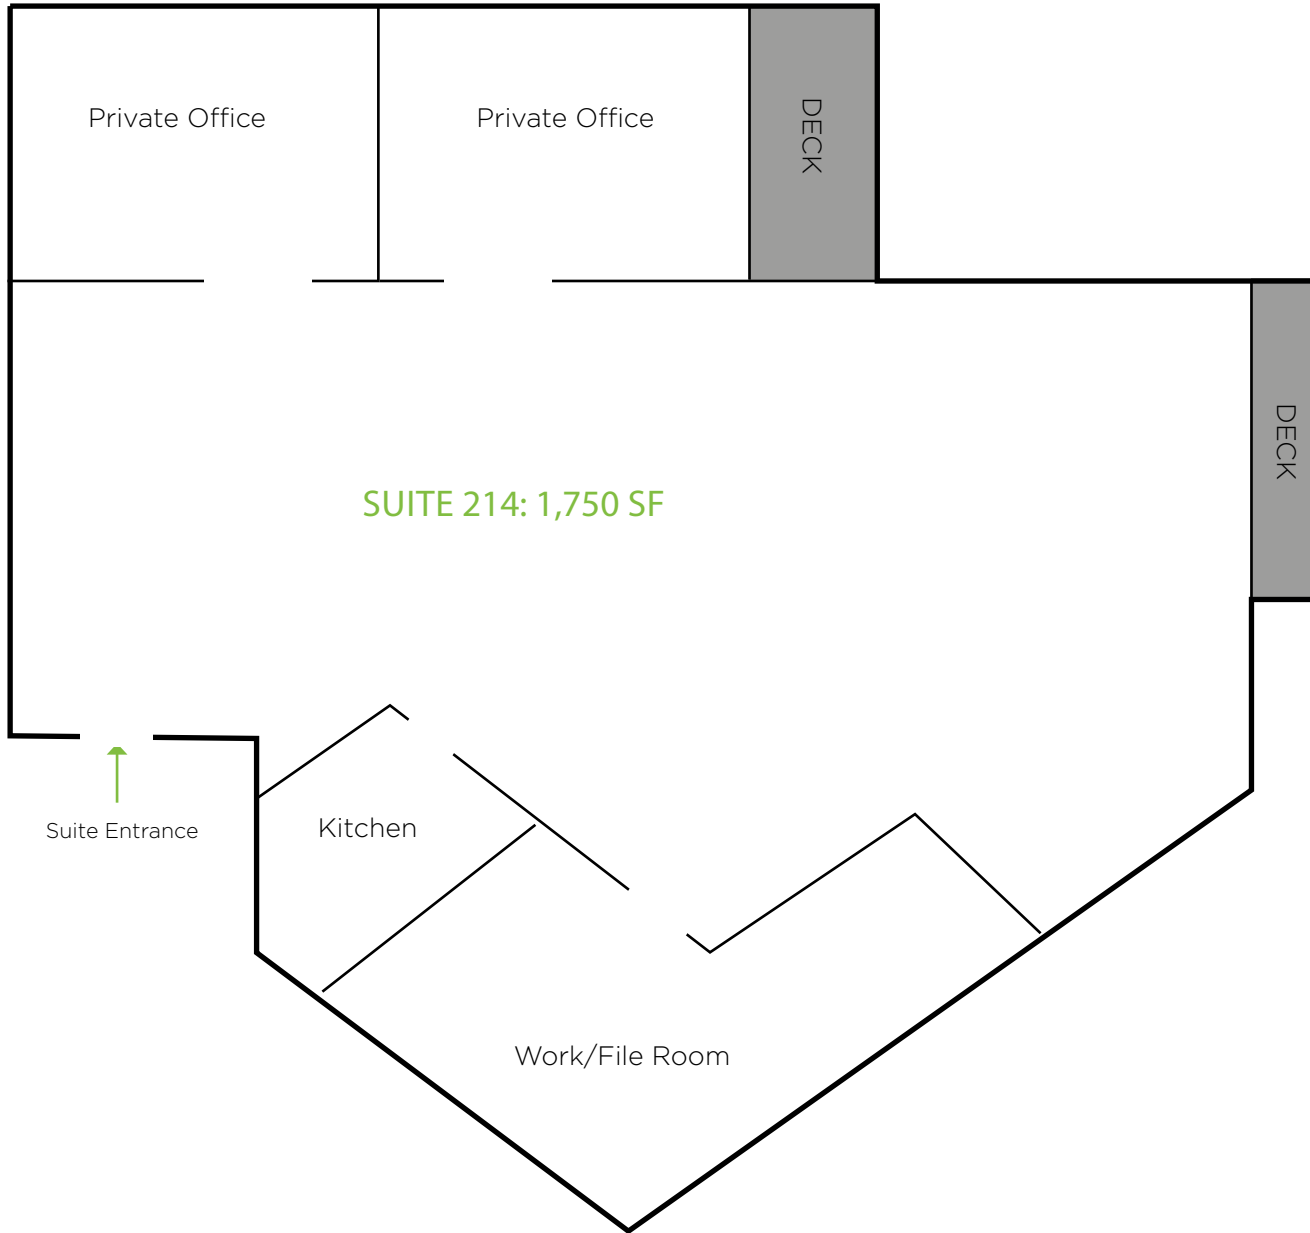 Private Office
Private Office
DECK
DECK
SUITE 214: 1,750 SF
Suite Entrance
Kitchen
Work/File Room